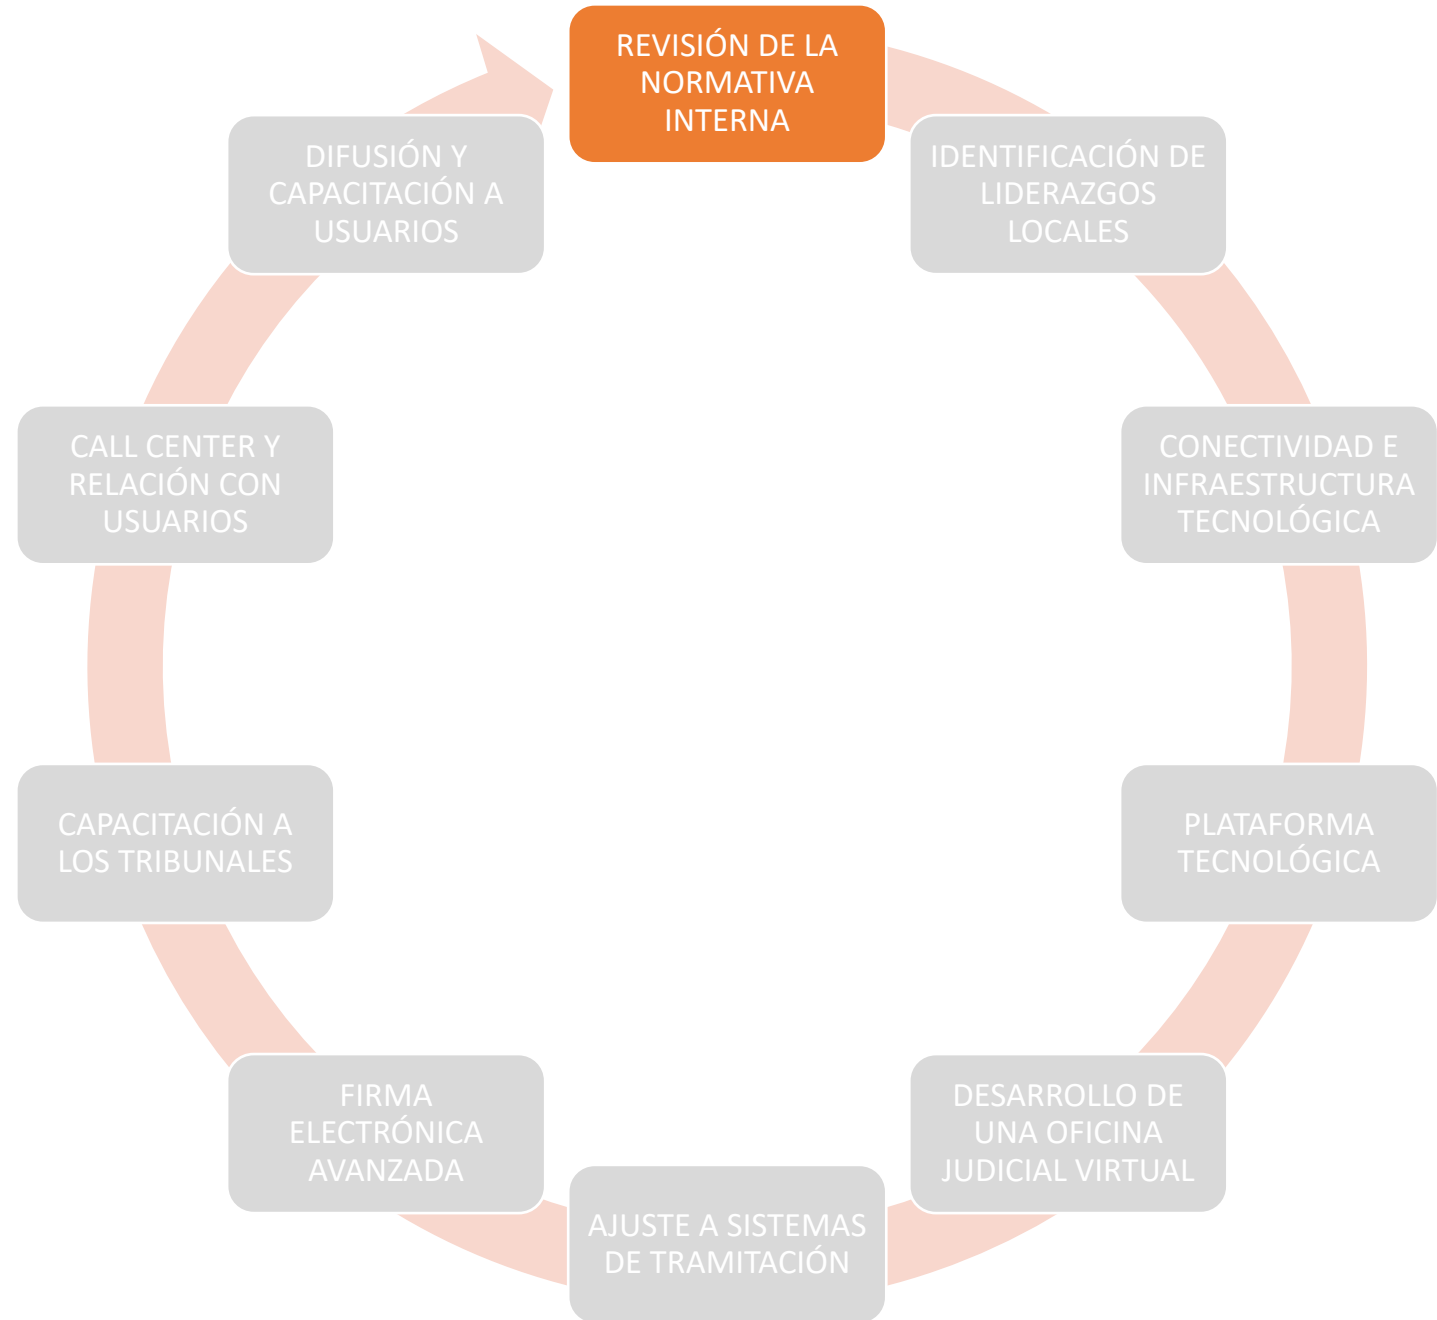 REVISIÓN DE LA
NORMATIVA
INTERNA
IDENTIFICACIÓN DE
LIDERAZGOS
LOCALES
CONECTIVIDAD E
INFRAESTRUCTURA
TECNOLÓGICA
PLATAFORMA
TECNOLÓGICA
DESARROLLO DE
UNA OFICINA
JUDICIAL VIRTUAL
AJUSTE A SISTEMAS
DE TRAMITACIÓN
FIRMA
ELECTRÓNICA
AVANZADA
CAPACITACIÓN A
LOS TRIBUNALES
CALL CENTER Y
RELACIÓN CON
USUARIOS
DIFUSIÓN Y
CAPACITACIÓN A
USUARIOS